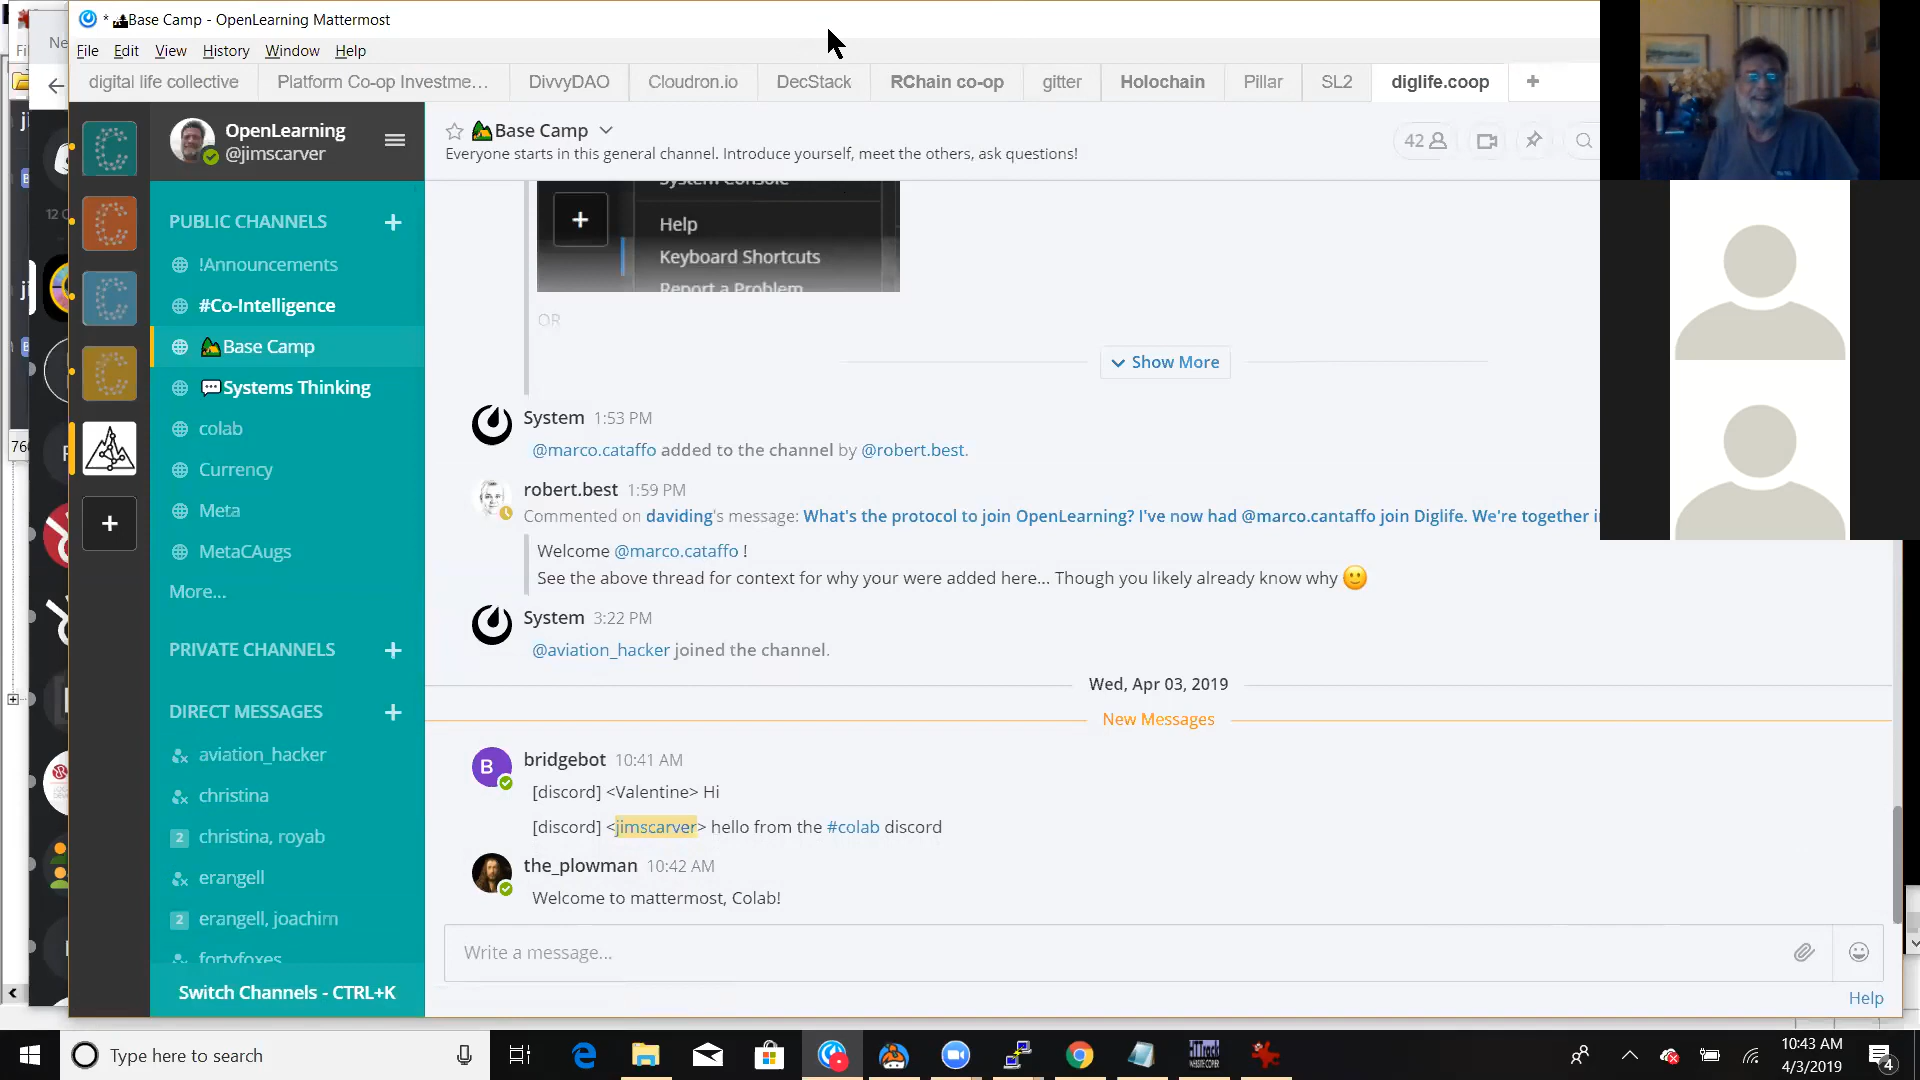 * 🏕Base Camp - OpenLearning Mattermost
File Edit View History Window Help
digital life collective Platform Co-op Investme... DivvyDAO Cloudron.io DecStack RChain co-op gitter Holochain Pillar SL2 diglife.coop +
OpenLearning
@jimscarver
🏕Base Camp
Everyone starts in this general channel. Introduce yourself, meet the others, ask questions!
42
PUBLIC CHANNELS +
!Announcements
#Co-Intelligence
🏕Base Camp
💬Systems Thinking
colab
Currency
Meta
MetaCAugs
More...
PRIVATE CHANNELS +
DIRECT MESSAGES +
aviation_hacker
christina
2 christina, royab
erangell
2 erangell, joachim
fortyfoxes
Switch Channels - CTRL+K
System Console
Help
Keyboard Shortcuts
Report a Problem
OR
Show More
System 1:53 PM
@marco.cataffo added to the channel by @robert.best.
robert.best 1:59 PM
Commented on daviding's message: What's the protocol to join OpenLearning? I've now had @marco.cantaffo join Diglife. We're together i
Welcome @marco.cataffo !
See the above thread for context for why your were added here... Though you likely already know why 🙂
System 3:22 PM
@aviation_hacker joined the channel.
Wed, Apr 03, 2019
New Messages
B bridgebot 10:41 AM
[discord] <Valentine> Hi
[discord] <jimscarver> hello from the #colab discord
the_plowman 10:42 AM
Welcome to mattermost, Colab!
Write a message...
Help
Type here to search
10:43 AM
4/3/2019
4